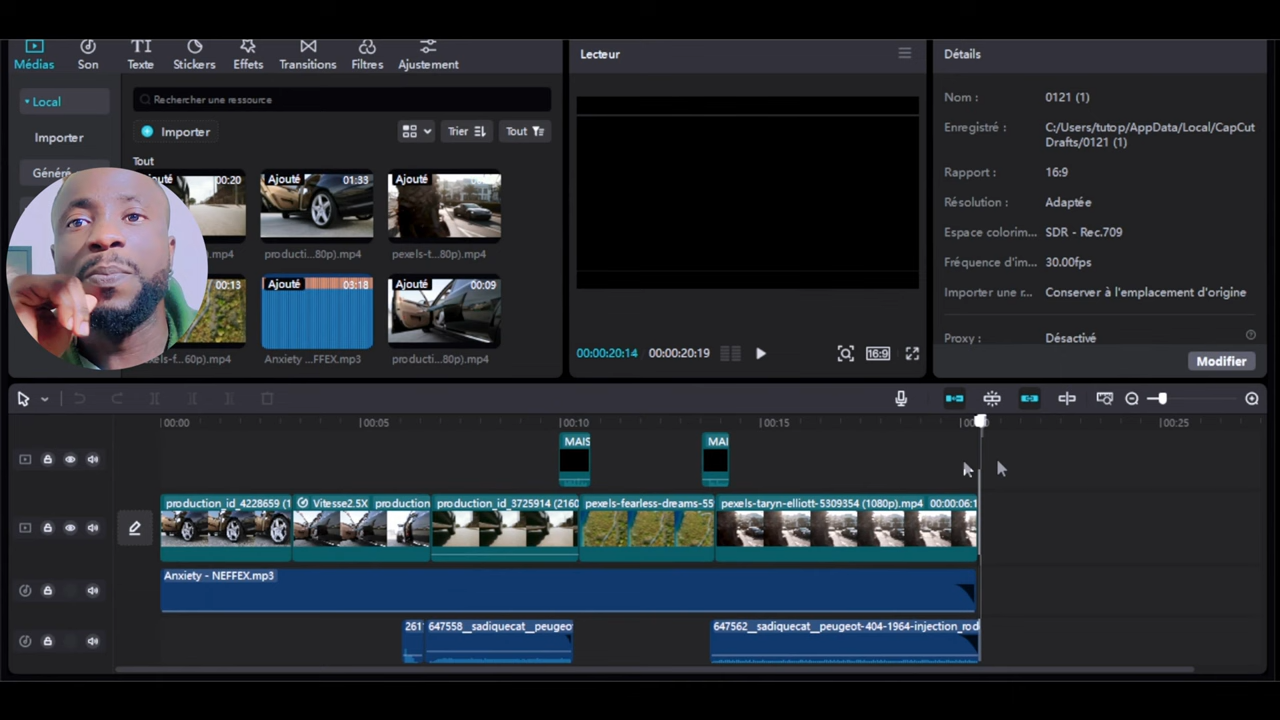 Médias
Son
Texte
Stickers
Effets
Transitions
Filtres
Ajustement
Local
Importer
Rechercher une ressource
Importer
Trier
Tout
Tout
00:20
Ajouté
01:33
Ajouté
producti...80p).mp4
pexels-t...80p).mp4
00:13
Ajouté
03:18
Ajouté
00:09
Anxiety ...FFEX.mp3
producti...80p).mp4
Lecteur
00:00:20:14
00:00:20:19
16:9
Détails
Nom :
0121 (1)
Enregistré :
C:/Users/tutop/AppData/Local/CapCut
Drafts/0121 (1)
Rapport :
16:9
Résolution :
Adaptée
Espace colorim...
SDR - Rec.709
Fréquence d'im...
30.00fps
Importer une r...
Conserver à l'emplacement d'origine
Proxy :
Désactivé
Modifier
00:00
00:05
00:10
00:15
00:25
MAIS
MAI
production_id_4228659 (1
Vitesse2.5X
production
production_id_3725914 (2160
pexels-fearless-dreams-55
pexels-taryn-elliott-5309354 (1080p).mp4
00:00:06:1
Anxiety - NEFFEX.mp3
261
647558__sadiquecat__peugeo
647562__sadiquecat__peugeot-404-1964-injection_rod